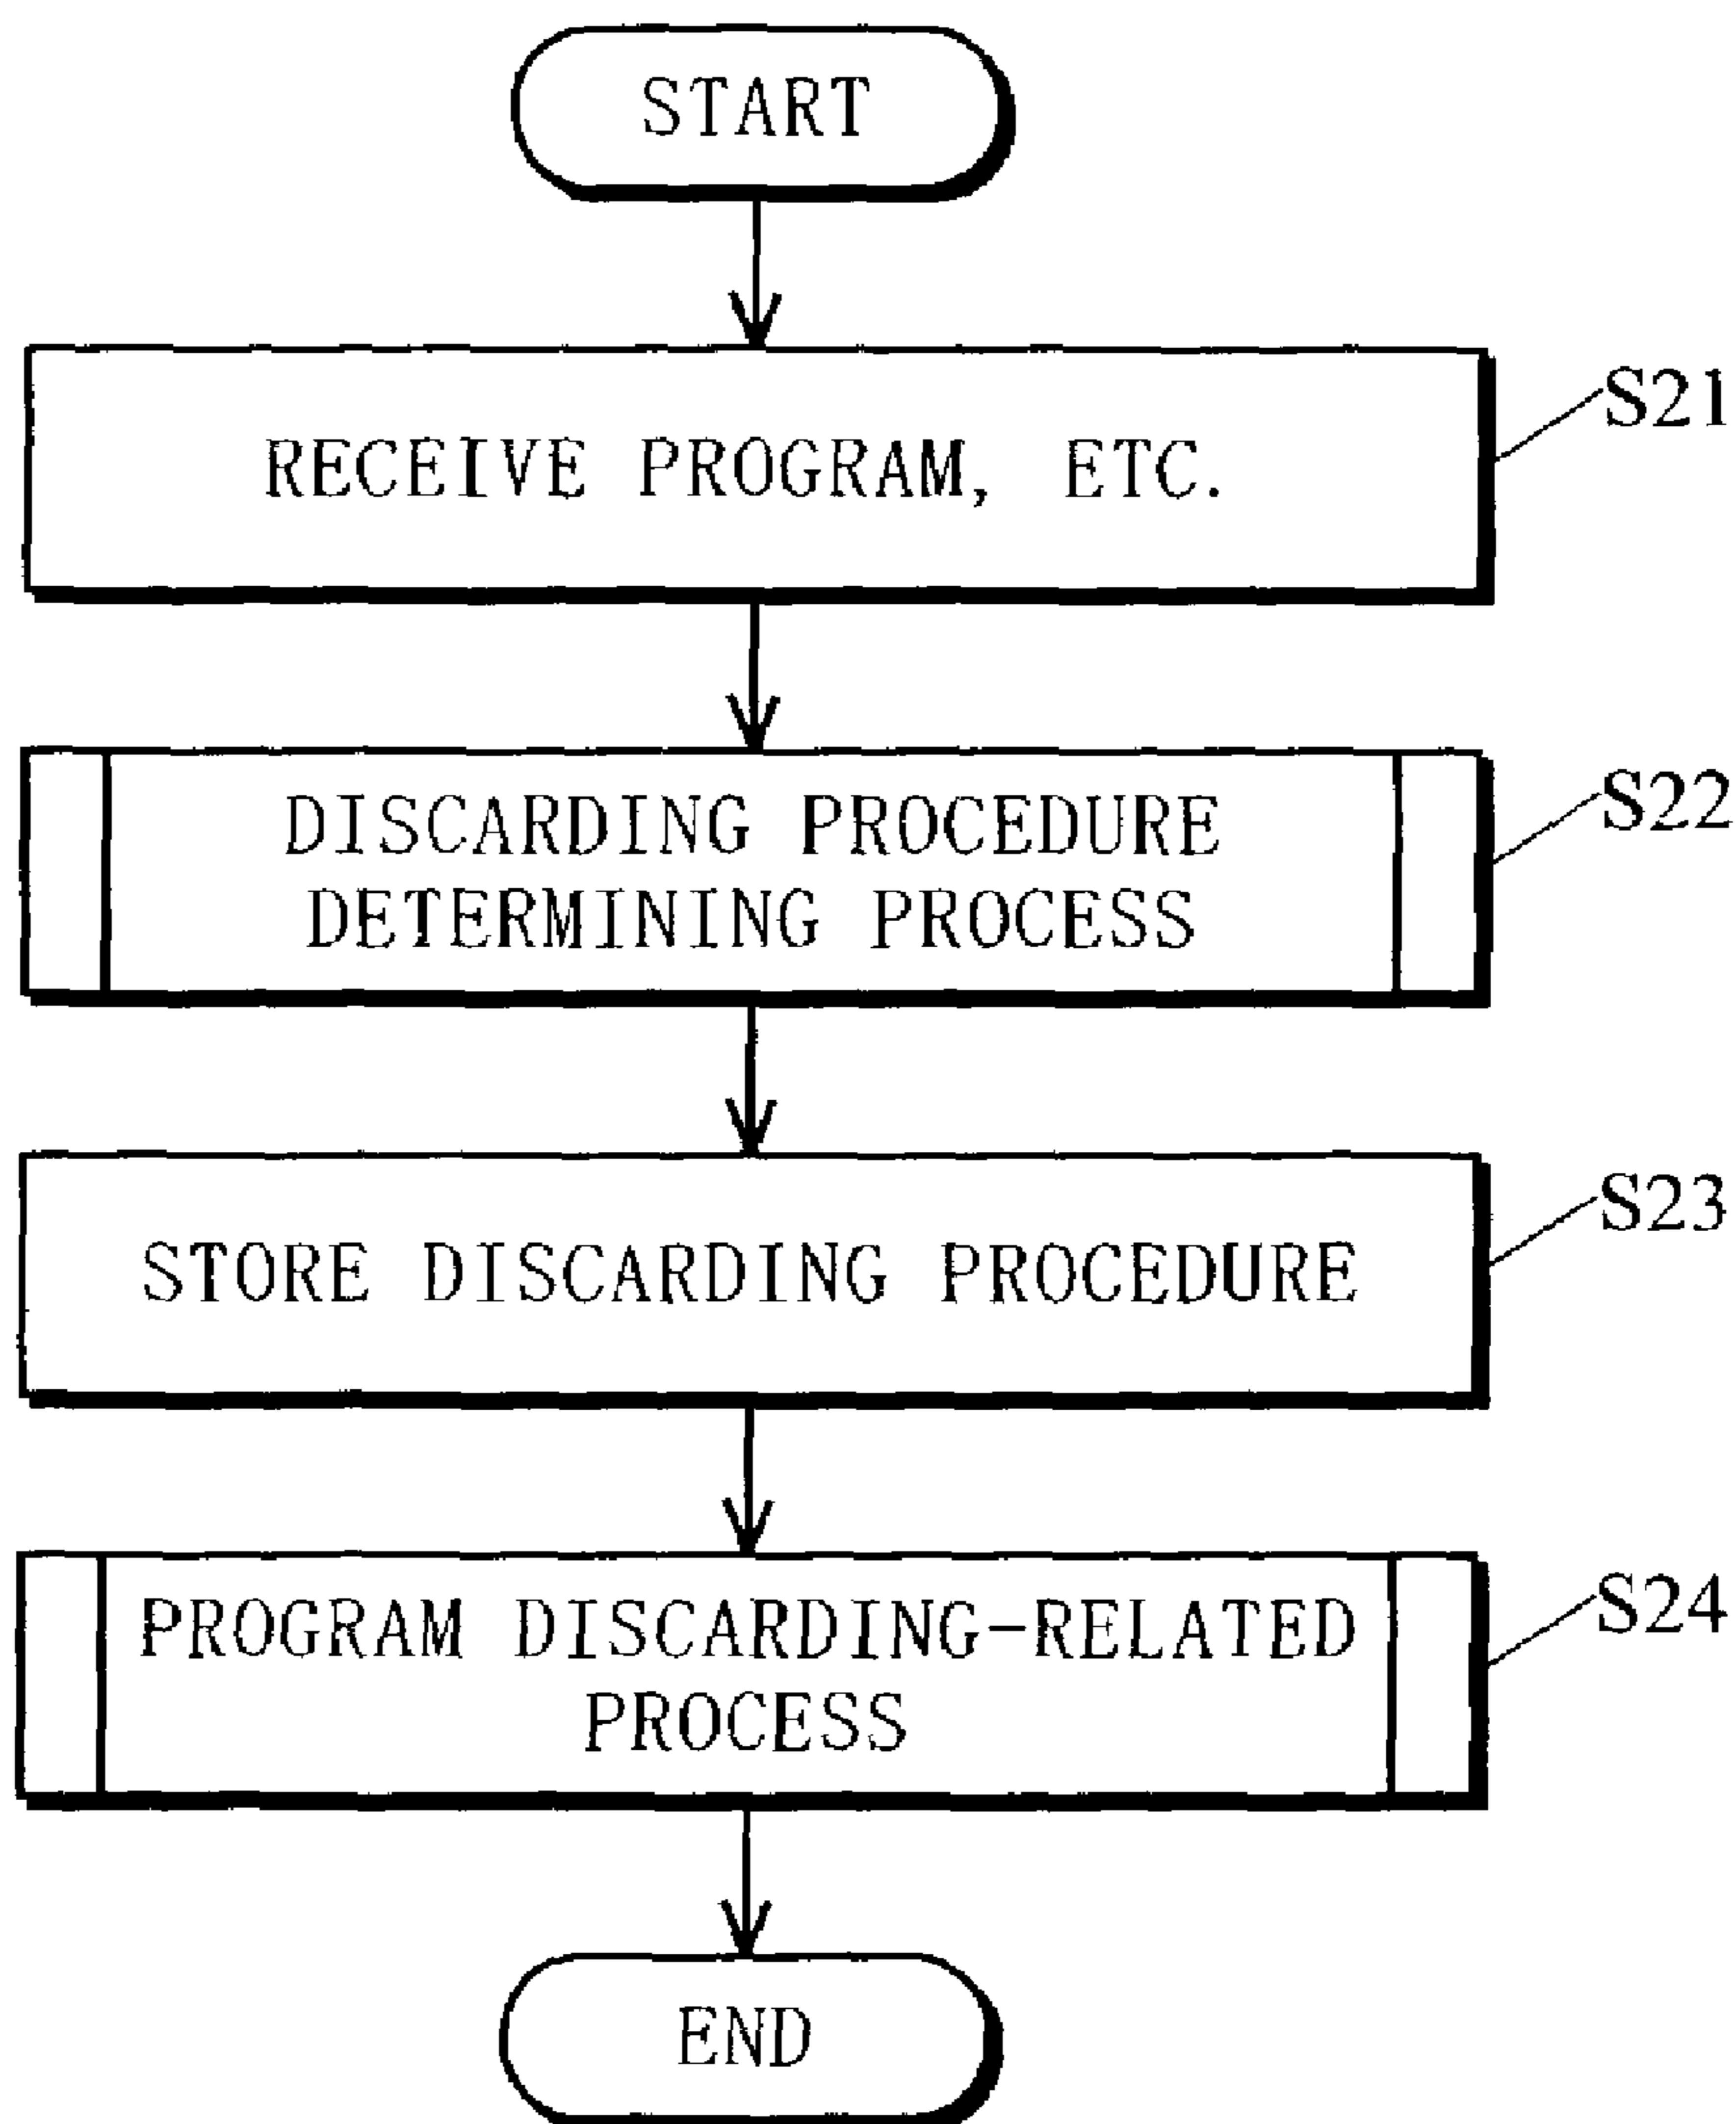 START
RECEIVE PROGRAM, ETC.
S21
DISCARDING PROCEDURE
DETERMINING PROCESS
S22
STORE DISCARDING PROCEDURE
S23
PROGRAM DISCARDING-RELATED
PROCESS
S24
END